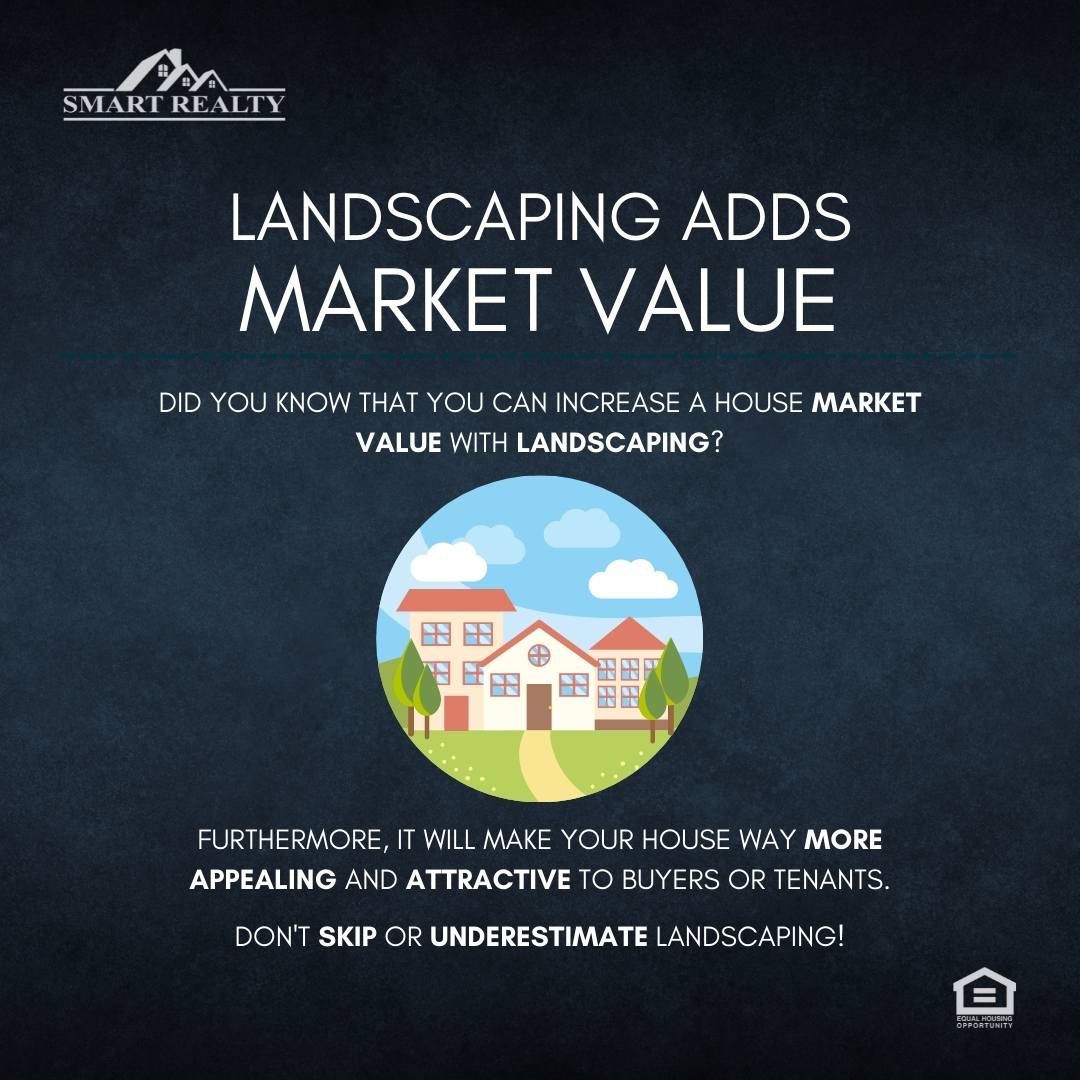 SMART REALTY
LANDSCAPING ADDS
MARKET VALUE
DID YOU KNOW THAT YOU CAN INCREASE A HOUSE MARKET
VALUE WITH LANDSCAPING?
FURTHERMORE, IT WILL MAKE YOUR HOUSE WAY MORE
APPEALING AND ATTRACTIVE TO BUYERS OR TENANTS.
DON'T SKIP OR UNDERESTIMATE LANDSCAPING!
EQUAL HOUSING
OPPORTUNITY